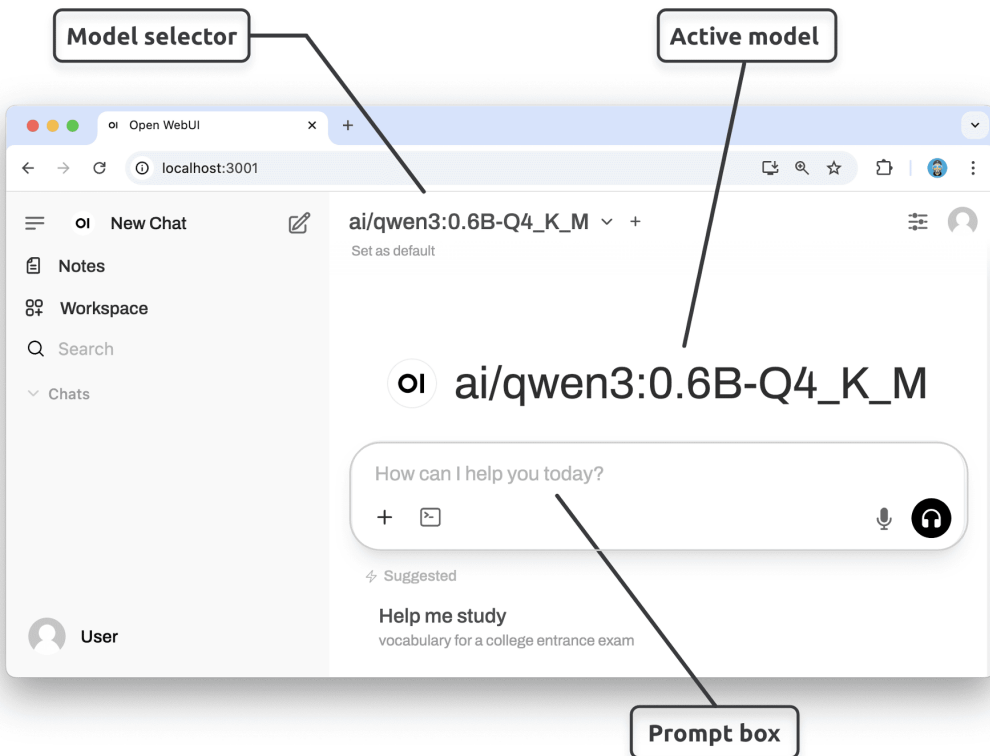 Model selector
Active model
OI Open WebUI
localhost:3001
OI New Chat
Notes
Workspace
Search
Chats
User
ai/qwen3:0.6B-Q4_K_M
Set as default
OI ai/qwen3:0.6B-Q4_K_M
How can I help you today?
Suggested
Help me study
vocabulary for a college entrance exam
Prompt box